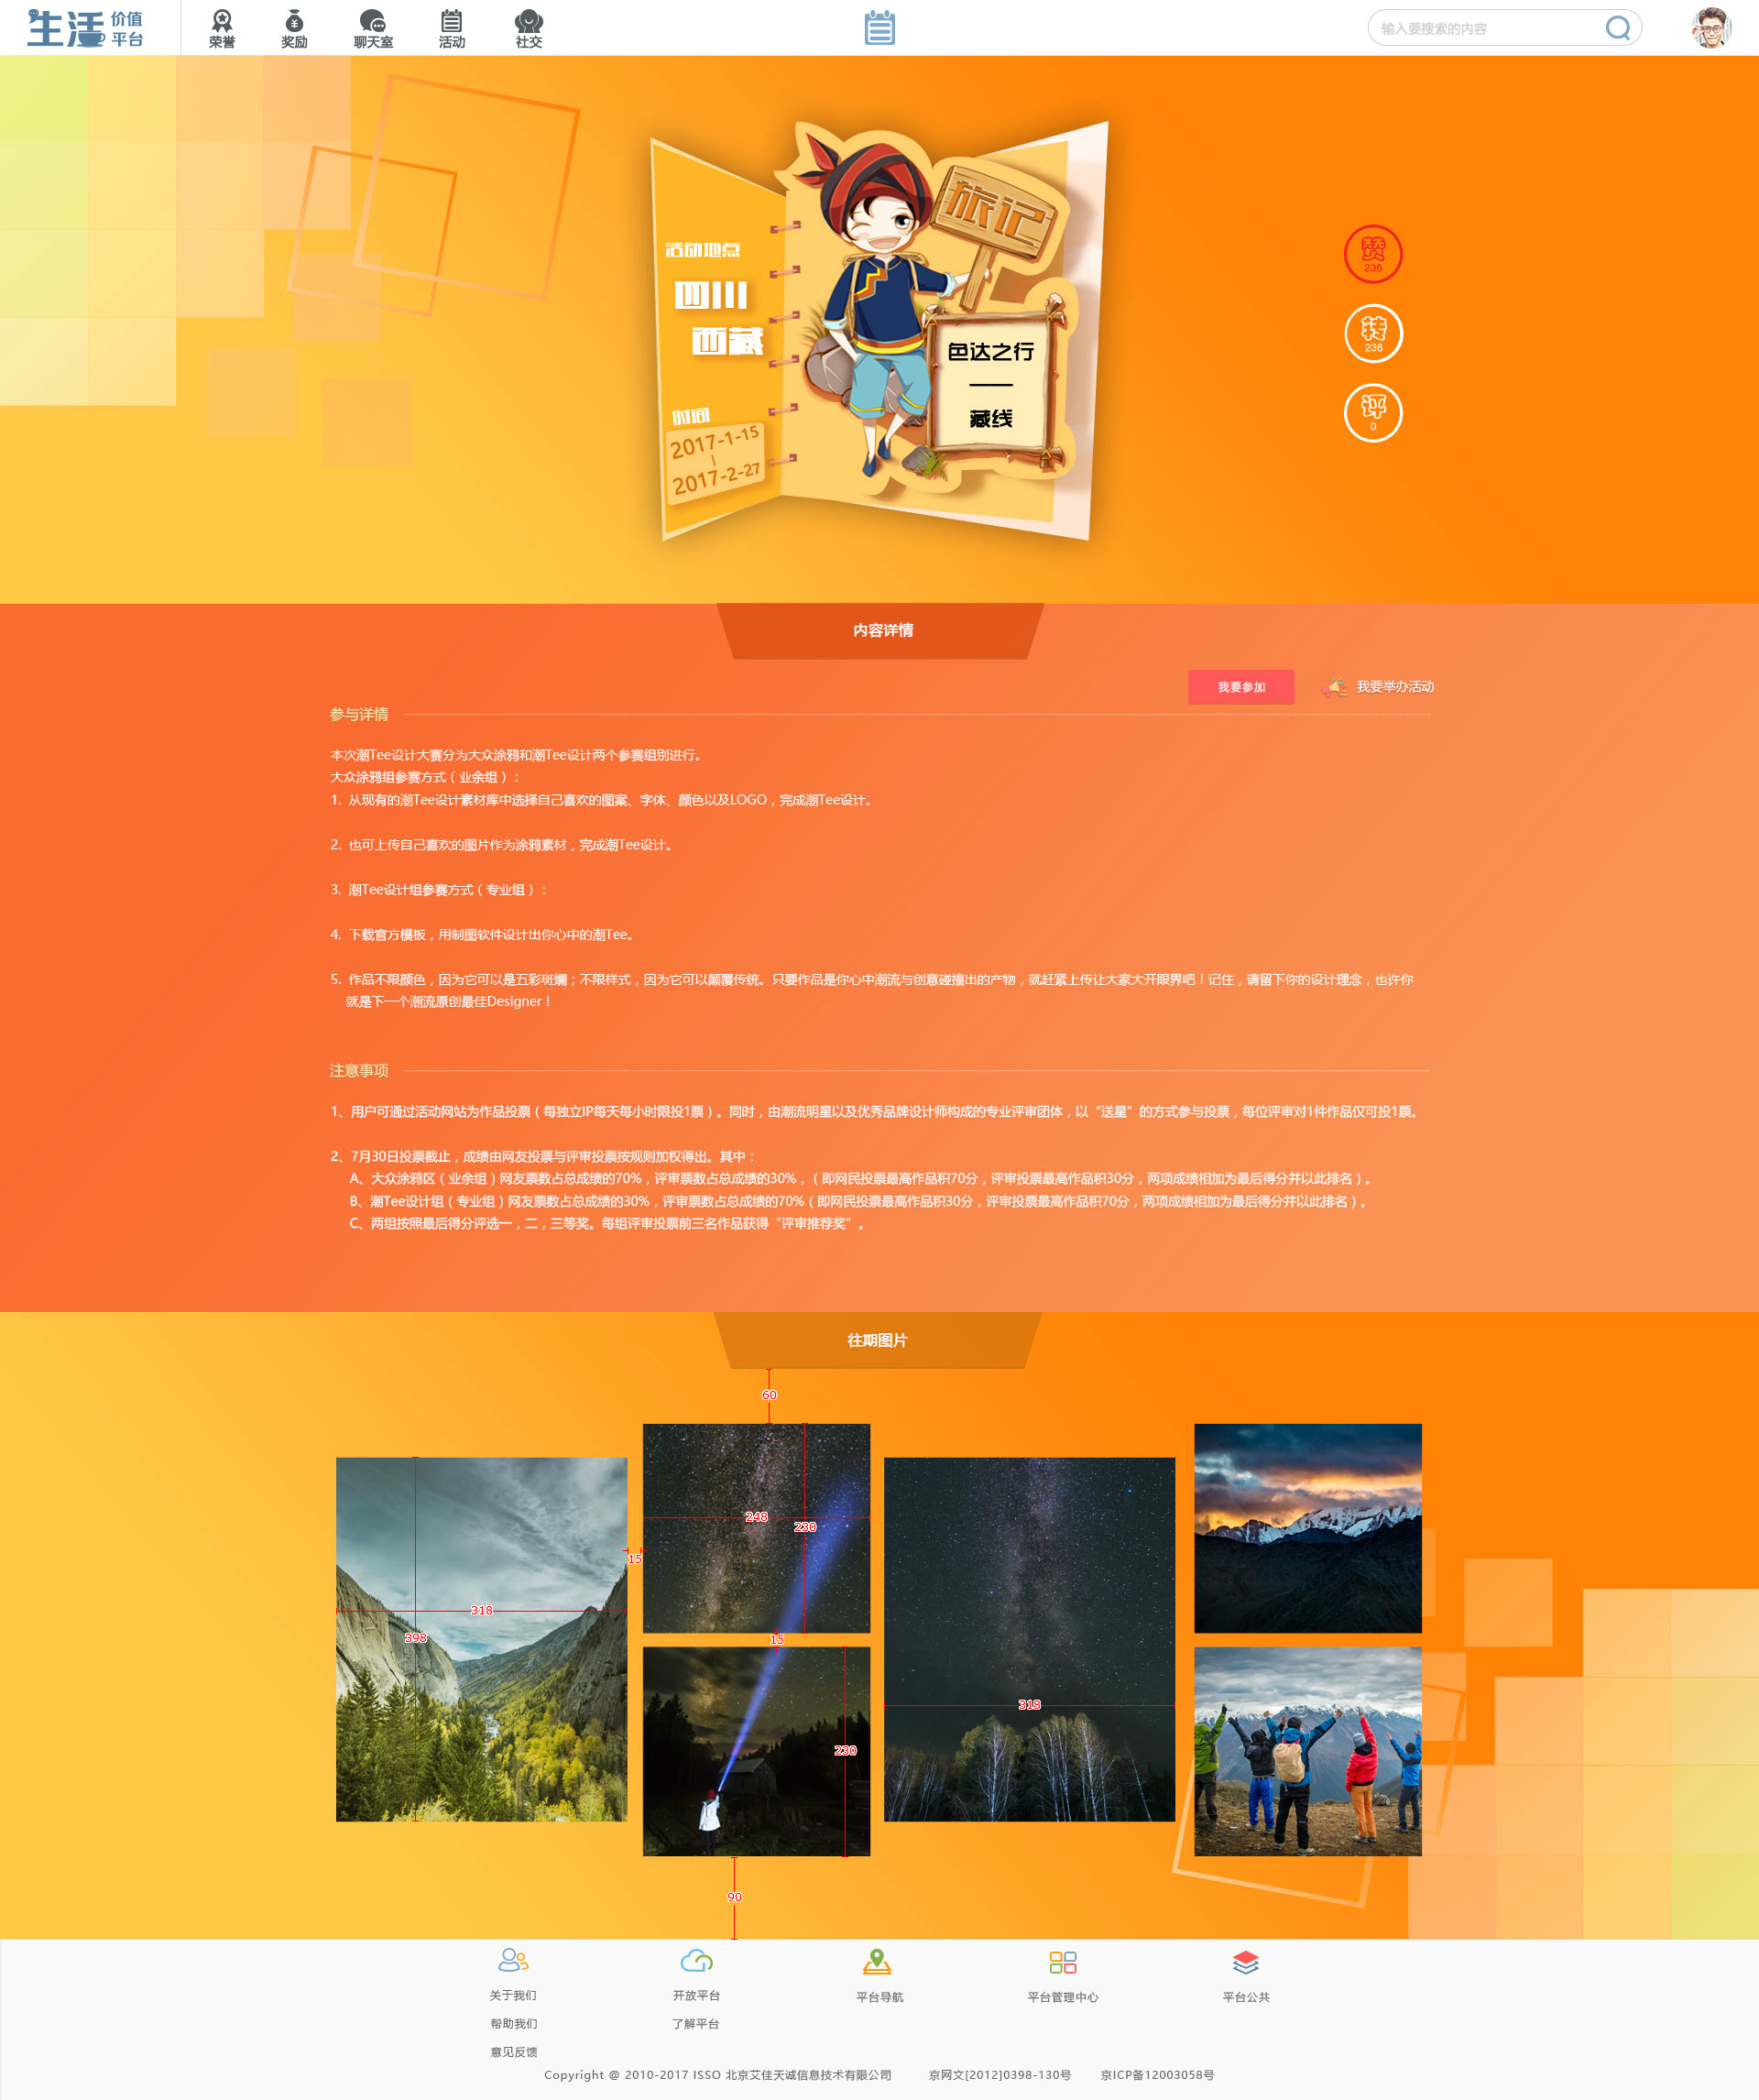 生活 价值
平台
荣誉 奖励 聊天室 活动 社交
输入要搜索的内容
旅记
活动地点
四川
西藏
色达之行
藏线
时间
2017-1-15
2017-2-27
赞
236
转
236
评
0
内容详情
我要参加 我要举办活动
参与详情
本次潮Tee设计大赛分为大众涂鸦和潮Tee设计两个参赛组别进行。
大众涂鸦组参赛方式（业余组）：
1. 从现有的潮Tee设计素材库中选择自己喜欢的图案、字体、颜色以及LOGO，完成潮Tee设计。
2. 也可上传自己喜欢的图片作为涂鸦素材，完成潮Tee设计。
3. 潮Tee设计组参赛方式（专业组）：
4. 下载官方模板，用制图软件设计出你心中的潮Tee。
5. 作品不限颜色，因为它可以是五彩斑斓；不限样式，因为它可以颠覆传统。只要作品是你心中潮流与创意碰撞出的产物，就赶紧上传让大家大开眼界吧！记住，请留下你的设计理念，也许你
就是下一个潮流原创最佳Designer！
注意事项
1、用户可通过活动网站为作品投票（每独立IP每天每小时限投1票）。同时，由潮流明星以及优秀品牌设计师构成的专业评审团体，以“送星”的方式参与投票，每位评审对1件作品仅可投1票。
2、7月30日投票截止，成绩由网友投票与评审投票按规则加权得出。其中：
A、大众涂鸦区（业余组）网友票数占总成绩的70%，评审票数占总成绩的30%，（即网民投票最高作品积70分，评审投票最高作品积30分，两项成绩相加为最后得分并以此排名）。
B、潮Tee设计组（专业组）网友票数占总成绩的30%，评审票数占总成绩的70%（即网民投票最高作品积30分，评审投票最高作品积70分，两项成绩相加为最后得分并以此排名）。
C、两组按照最后得分评选一，二，三等奖。每组评审投票前三名作品获得“评审推荐奖”。
往期图片
60
248
230
15
318
398
15
318
230
90
关于我们 开放平台 平台导航 平台管理中心 平台公共
帮助我们 了解平台
意见反馈
Copyright @ 2010-2017 ISSO 北京艾佳天诚信息技术有限公司 京网文[2012]0398-130号 京ICP备12003058号